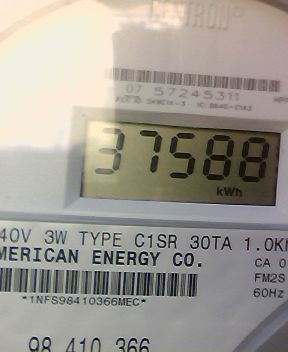 CENTRON®
07 57245311
37588
kWh
40V 3W TYPE C1SR 30TA 1.0K
MERICAN ENERGY CO.
CA 0
FM2S
60Hz
*1NFS98410366MEC*
98 410 366